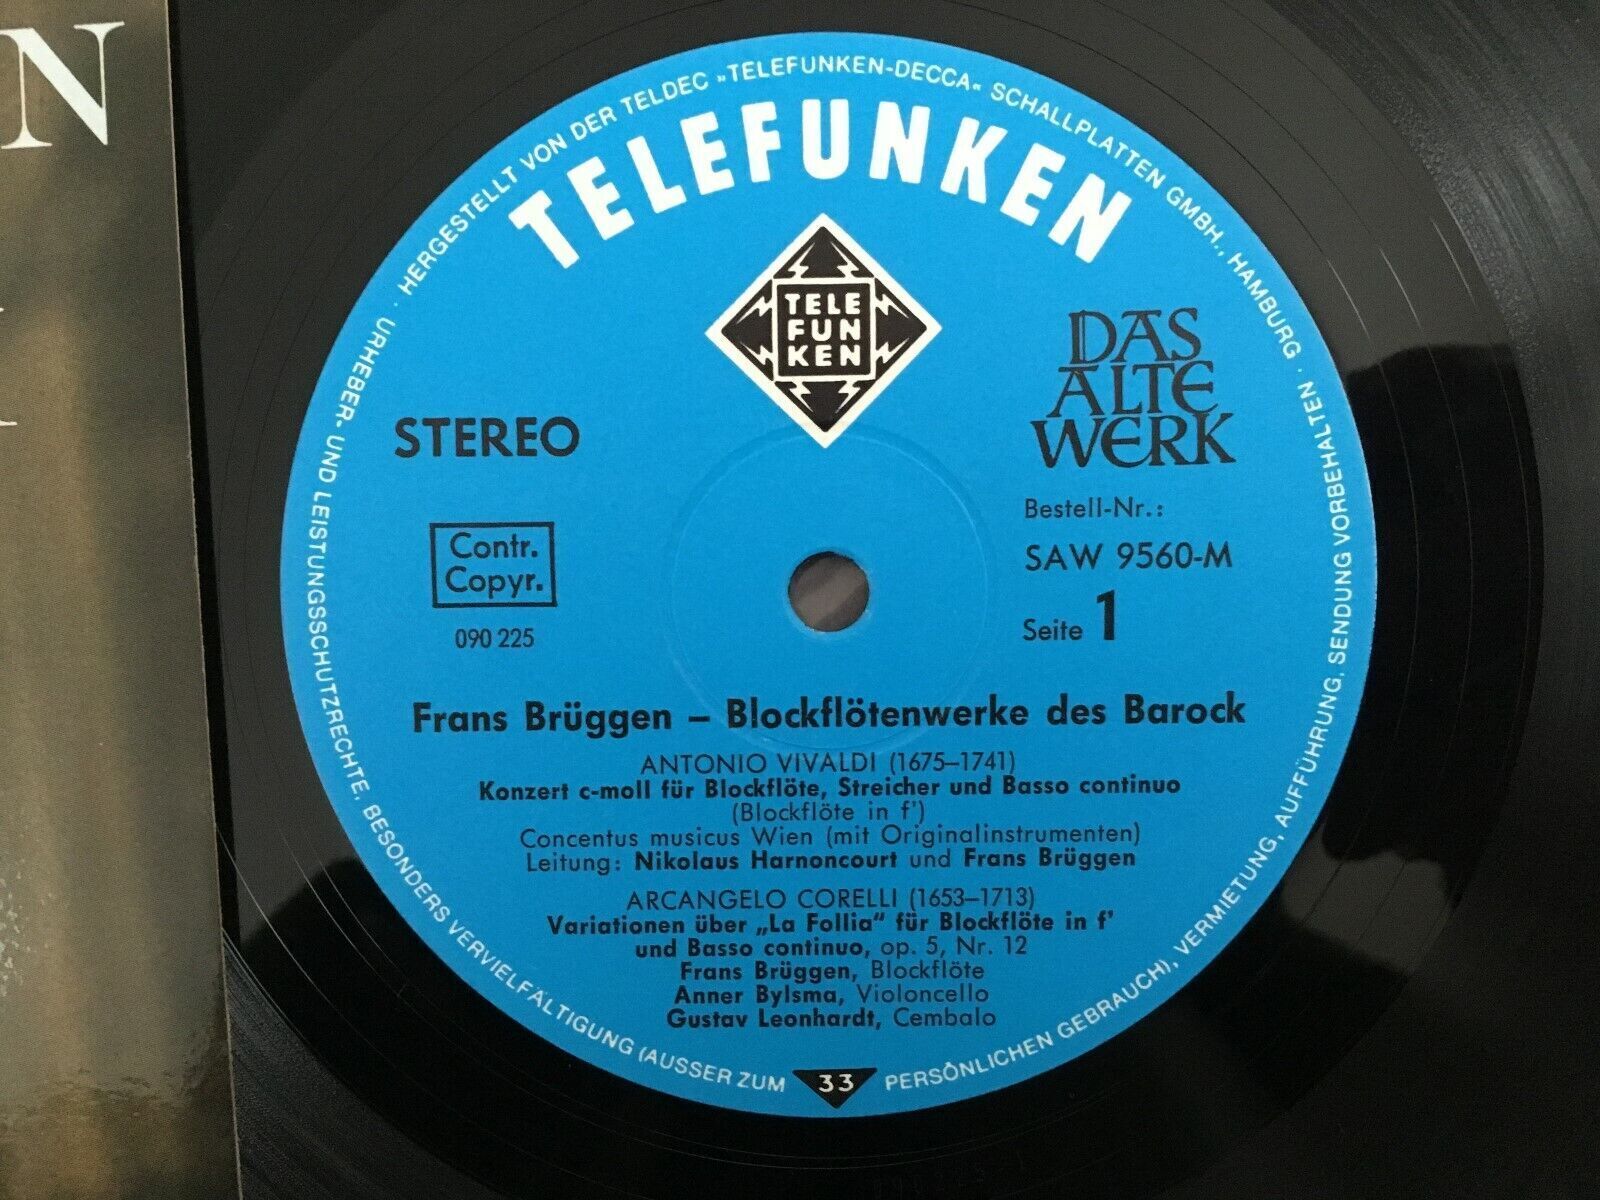 N
HERGESTELLT VON DER TELDEC »TELEFUNKEN-DECCA« SCHALLPLATTEN GMBH., HAMBURG · URHEBER- UND LEISTUNGSSCHUTZRECHTE, BESONDERS VERVIELFÄLTIGUNG (AUSSER ZUM PERSÖNLICHEN GEBRAUCH), VERMIETUNG, AUFFÜHRUNG, SENDUNG VORBEHALTEN ·
TELEFUNKEN
TELE
FUN
KEN
DAS
ALTE
WERK
STEREO
Bestell-Nr.:
SAW 9560-M
Contr.
Copyr.
090 225
Seite 1
Frans Brüggen – Blockflötenwerke des Barock
ANTONIO VIVALDI (1675–1741)
Konzert c-moll für Blockflöte, Streicher und Basso continuo
(Blockflöte in f')
Concentus musicus Wien (mit Originalinstrumenten)
Leitung: Nikolaus Harnoncourt und Frans Brüggen
ARCANGELO CORELLI (1653–1713)
Variationen über „La Follia" für Blockflöte in f'
und Basso continuo, op. 5, Nr. 12
Frans Brüggen, Blockflöte
Anner Bylsma, Violoncello
Gustav Leonhardt, Cembalo
33